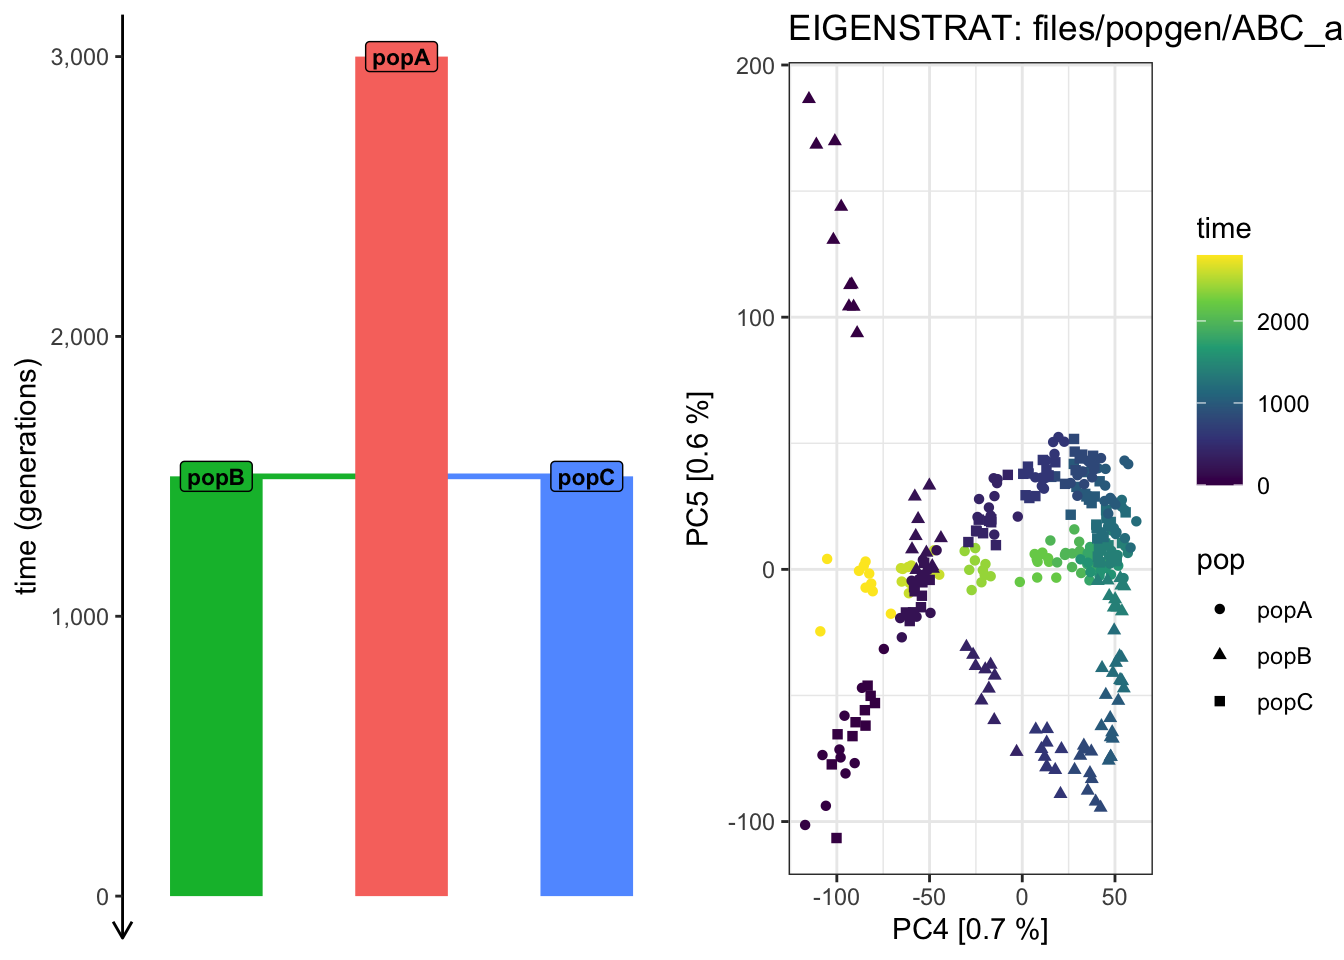 time (generations)
3,000
2,000
1,000
0
popA
popB
popC
EIGENSTRAT: files/popgen/ABC_a
PC5 [0.6 %]
200
100
0
-100
-100
-50
0
50
PC4 [0.7 %]
time
2000
1000
0
pop
popA
popB
popC